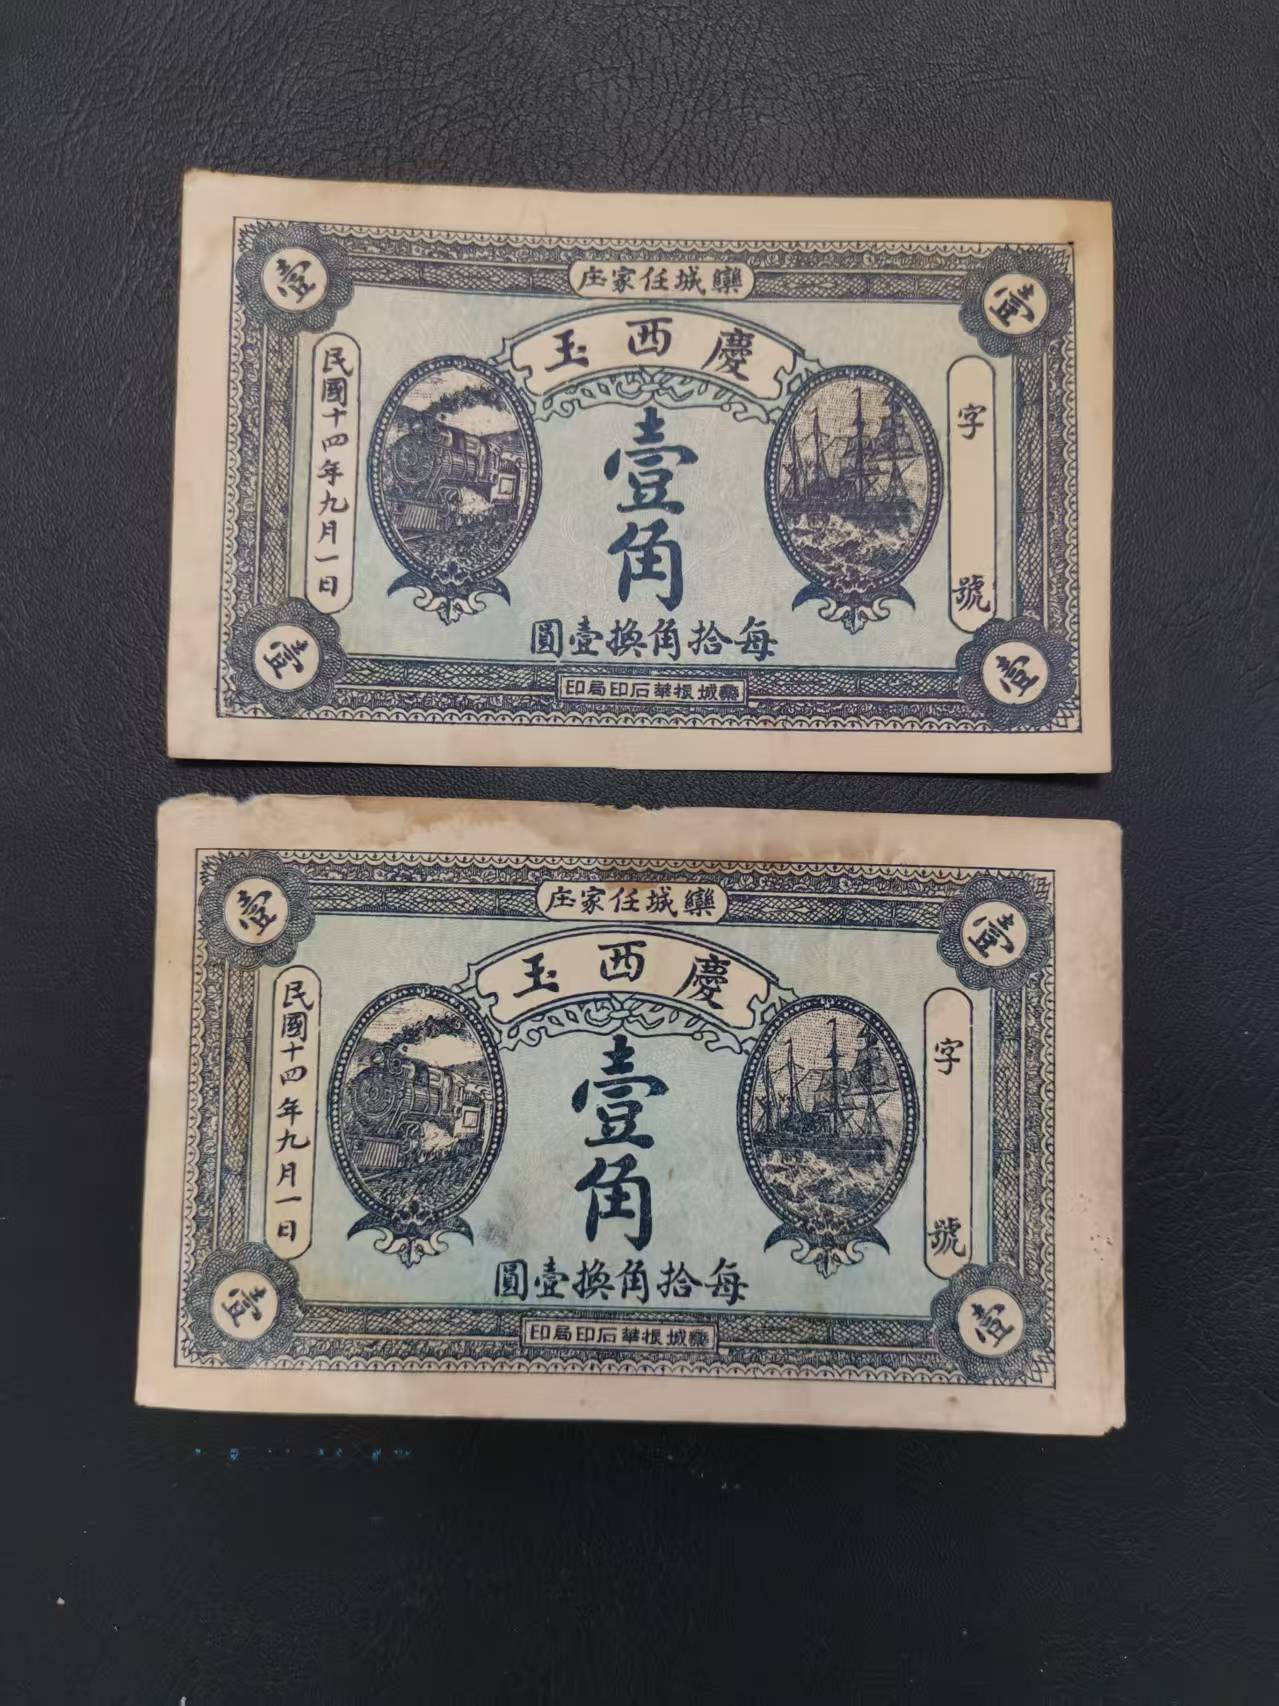 壹
欒城任家庄
壹
慶西玉
字 號
壹角
民國十四年九月一日
每拾角換壹圓
壹
欒城振華石印局印
壹
壹
欒城任家庄
壹
慶西玉
字 號
壹角
民國十四年九月一日
每拾角換壹圓
壹
欒城振華石印局印
壹